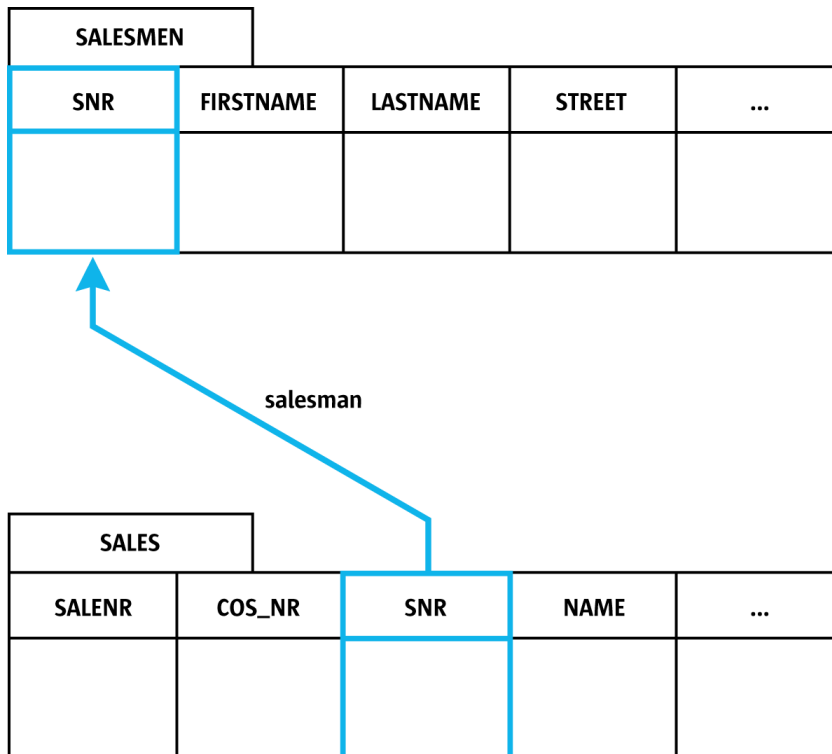 SALESMEN
SNR FIRSTNAME LASTNAME STREET ...
salesman
SALES
SALENR COS_NR SNR NAME ...